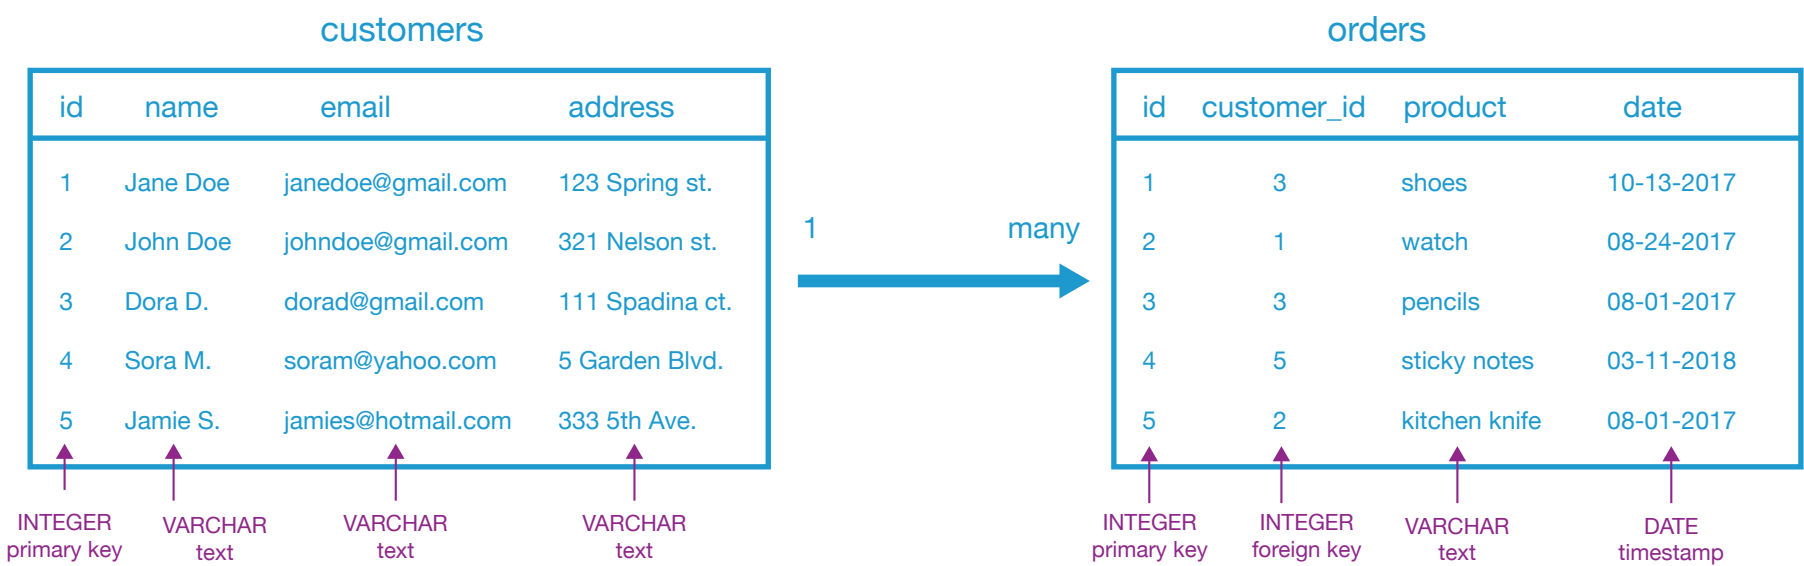 customers
id name email address
1 Jane Doe janedoe@gmail.com 123 Spring st.
2 John Doe johndoe@gmail.com 321 Nelson st.
3 Dora D. dorad@gmail.com 111 Spadina ct.
4 Sora M. soram@yahoo.com 5 Garden Blvd.
5 Jamie S. jamies@hotmail.com 333 5th Ave.
INTEGER VARCHAR VARCHAR VARCHAR
primary key text text text
1 many
orders
id customer_id product date
1 3 shoes 10-13-2017
2 1 watch 08-24-2017
3 3 pencils 08-01-2017
4 5 sticky notes 03-11-2018
5 2 kitchen knife 08-01-2017
INTEGER INTEGER VARCHAR DATE
primary key foreign key text timestamp